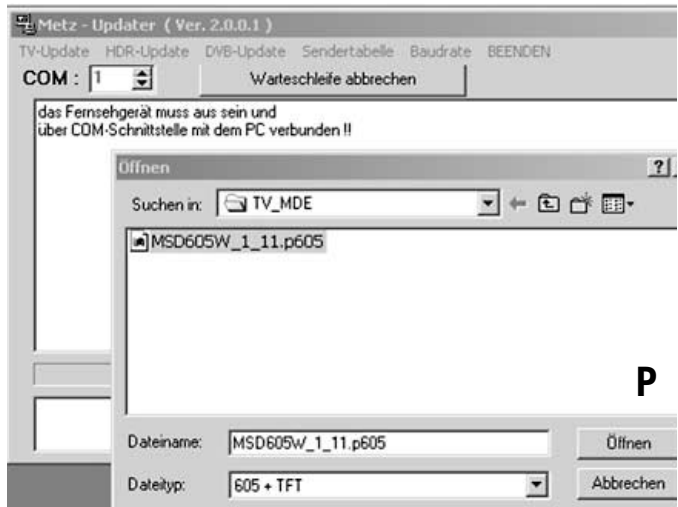 Metz - Updater ( Ver. 2.0.0.1 )
TV-Update HDR-Update DVB-Update Sendertabelle Baudrate BEENDEN
COM : 1 Warteschleife abbrechen
das Fernsehgerät muss aus sein und
über COM-Schnittstelle mit dem PC verbunden !!
Öffnen ?
Suchen in: TV_MDE
MSD605W_1_11.p605
P
Dateiname: MSD605W_1_11.p605 Öffnen
Dateityp: 605 + TFT Abbrechen